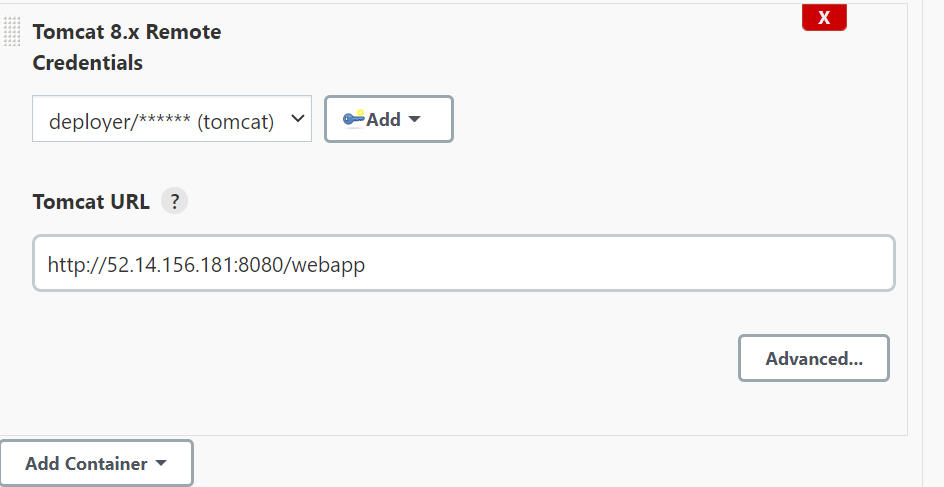 Tomcat 8.x Remote
X
Credentials
deployer/****** (tomcat)
Add
Tomcat URL ?
http://52.14.156.181:8080/webapp
Advanced...
Add Container